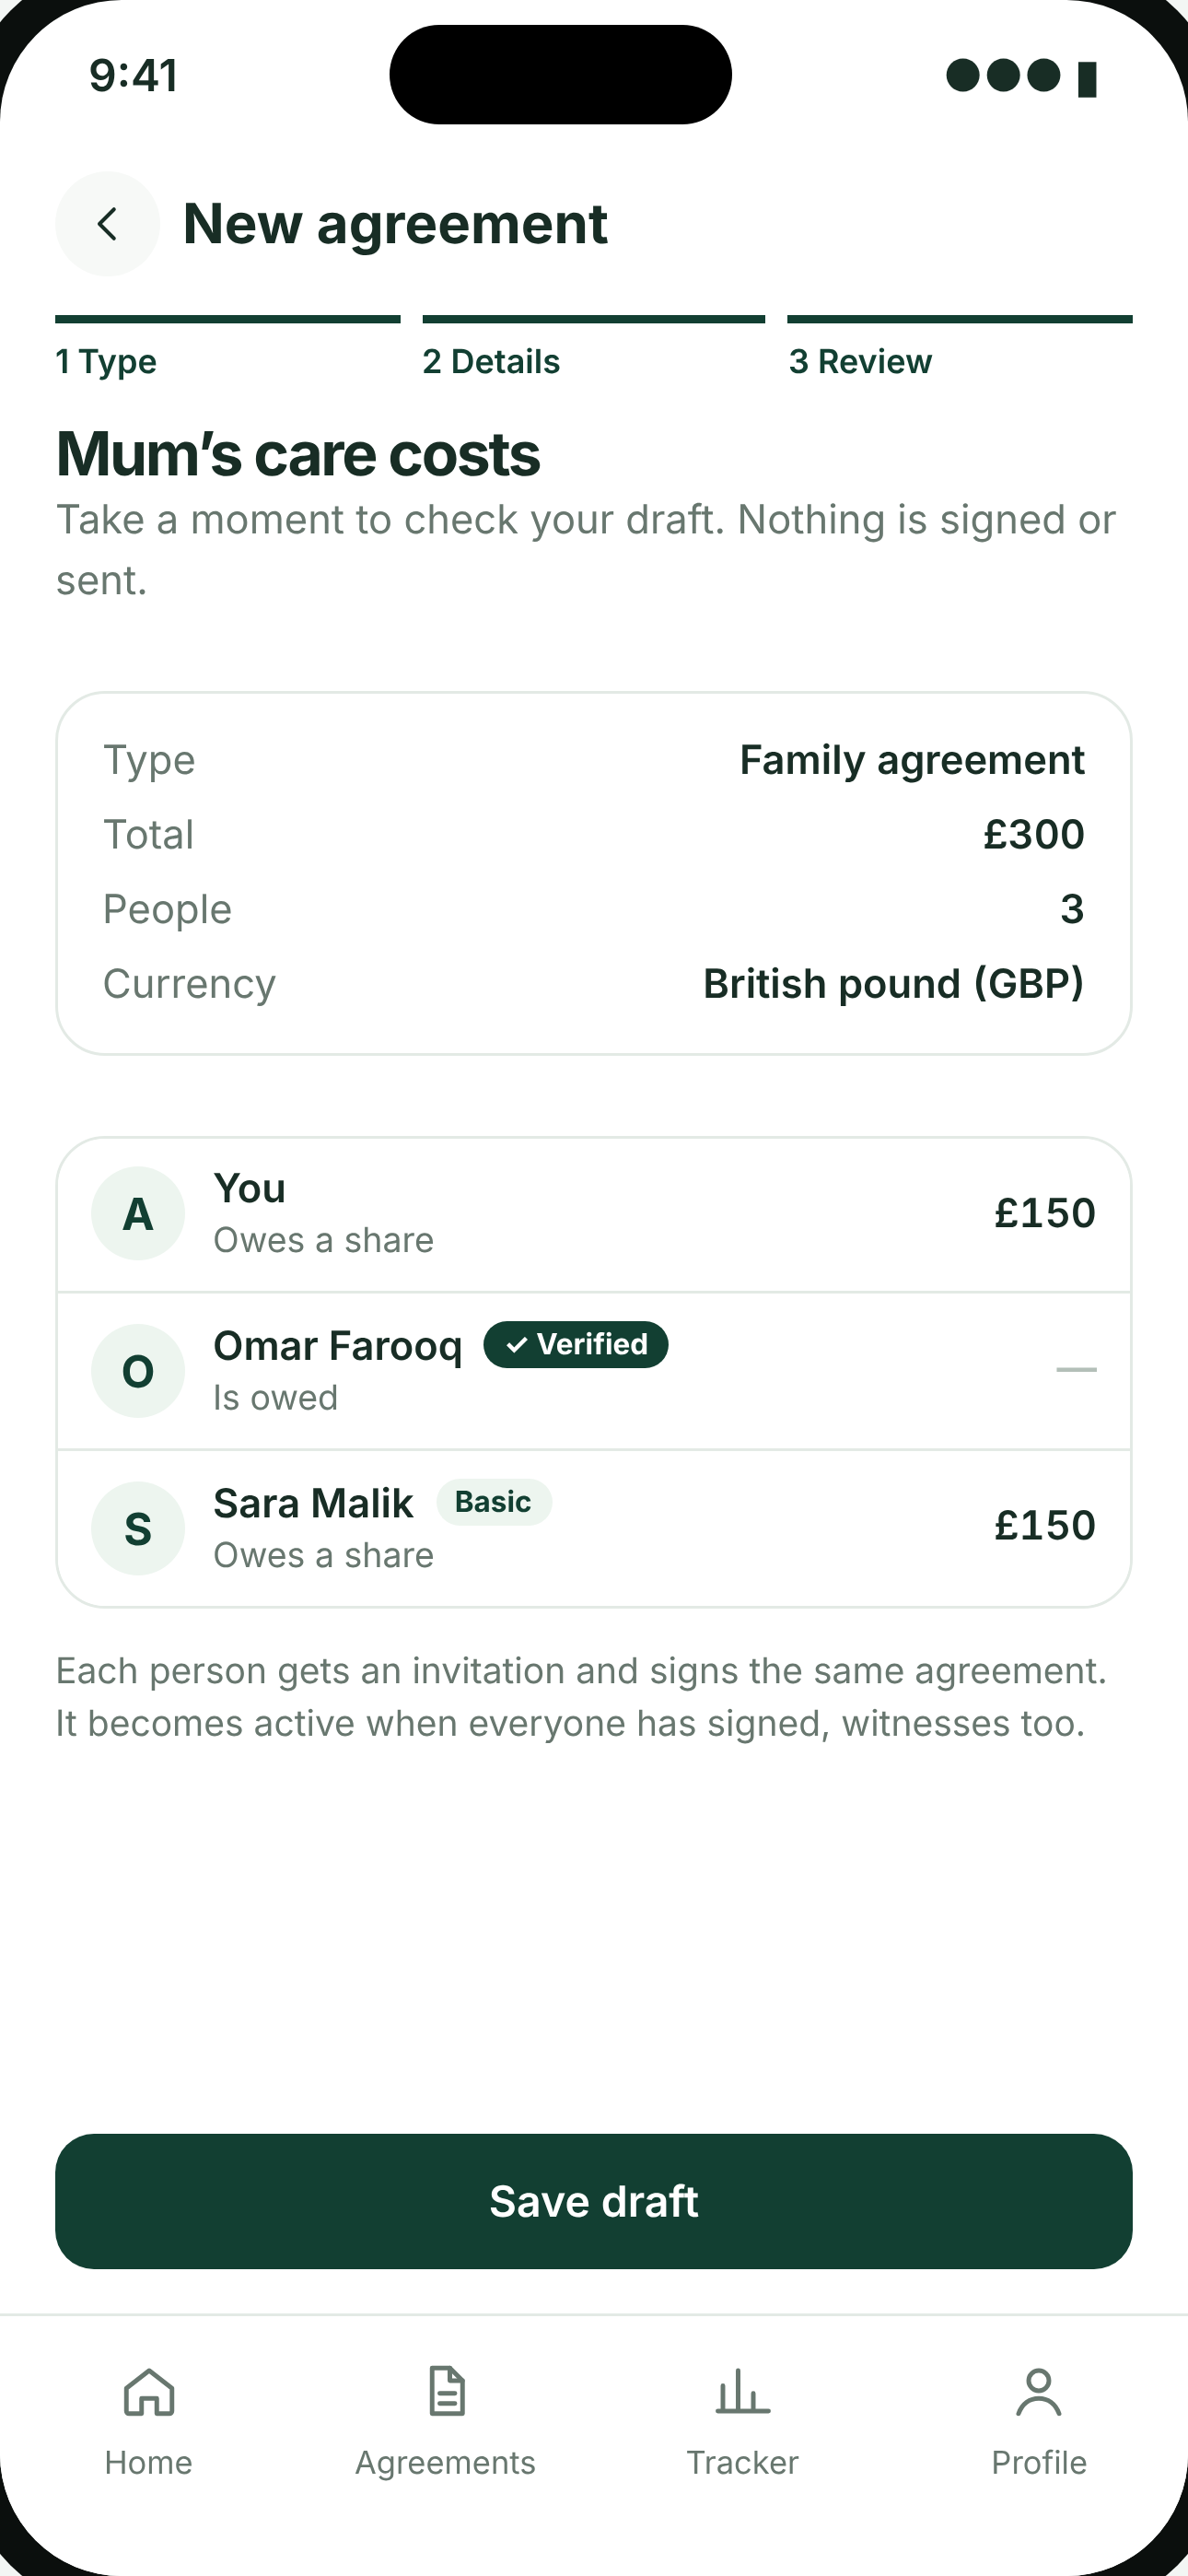 9:41
New agreement
1 Type
2 Details
3 Review
Mum’s care costs
Take a moment to check your draft. Nothing is signed or
sent.
Type Family agreement
Total £300
People 3
Currency British pound (GBP)
A
You
Owes a share
£150
O
Omar Farooq ✓ Verified
Is owed
—
S
Sara Malik Basic
Owes a share
£150
Each person gets an invitation and signs the same agreement.
It becomes active when everyone has signed, witnesses too.
Save draft
Home
Agreements
Tracker
Profile